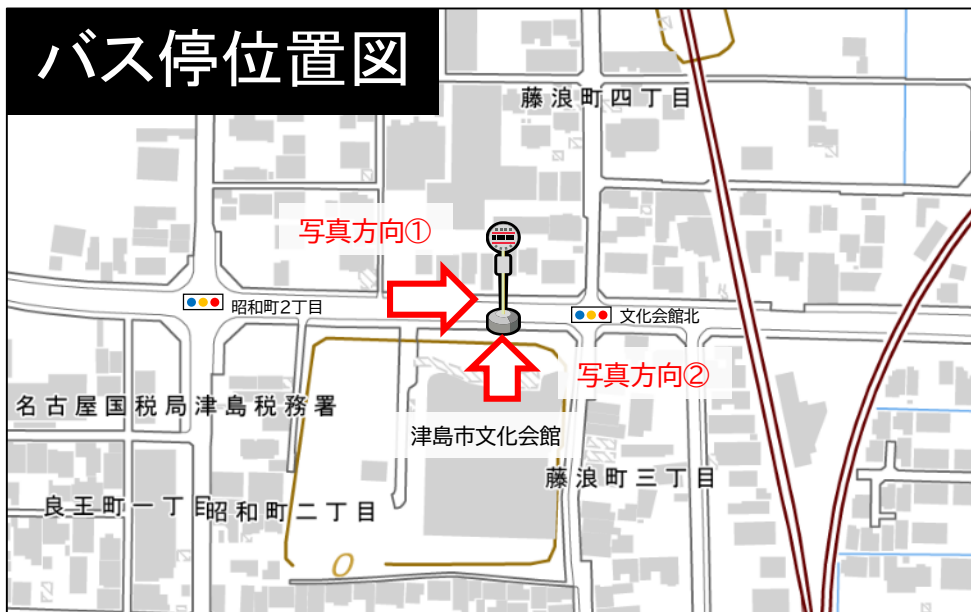 バス停位置図
藤浪町四丁目
写真方向①
昭和町2丁目
文化会館北
写真方向②
名古屋国税局津島税務署
津島市文化会館
藤浪町三丁目
良王町一丁目
昭和町二丁目